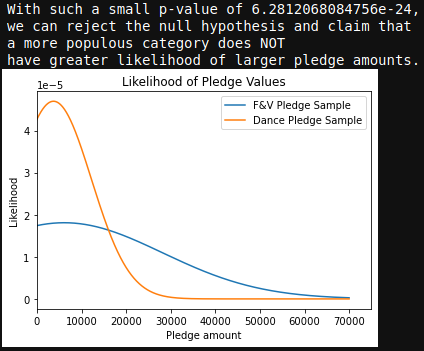 With such a small p-value of 6.2812068084756e-24,
we can reject the null hypothesis and claim that
a more populous category does NOT
have greater likelihood of larger pledge amounts.
Likelihood of Pledge Values
1e−5
F&V Pledge Sample
Dance Pledge Sample
4
3
2
1
0
Likelihood
0 10000 20000 30000 40000 50000 60000 70000
Pledge amount